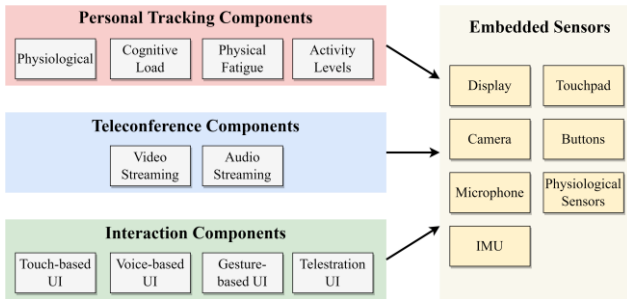 Personal Tracking Components
Physiological
Cognitive
Load
Physical
Fatigue
Activity
Levels
Teleconference Components
Video
Streaming
Audio
Streaming
Interaction Components
Touch-based
UI
Voice-based
UI
Gesture-
based UI
Telestration
UI
Embedded Sensors
Display
Touchpad
Camera
Buttons
Microphone
Physiological
Sensors
IMU